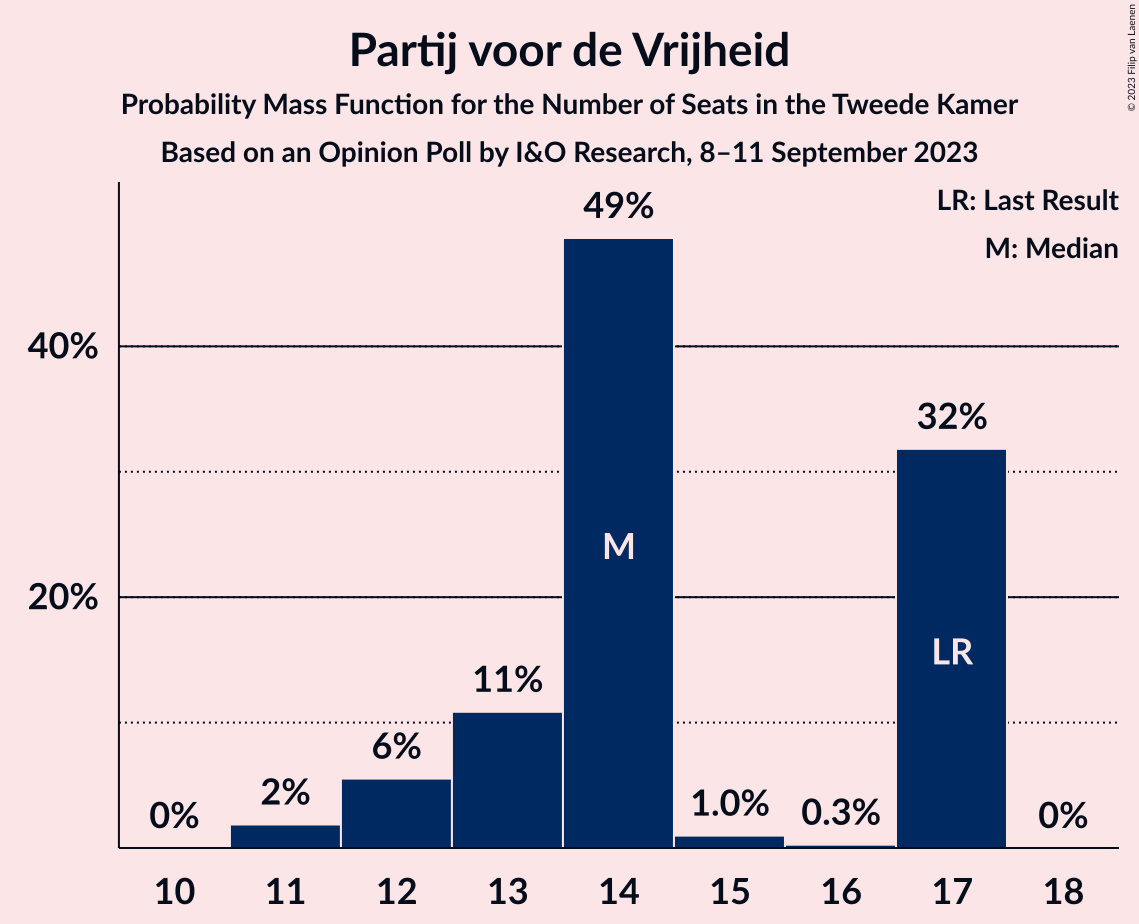 Partij voor de Vrijheid
Probability Mass Function for the Number of Seats in the Tweede Kamer
Based on an Opinion Poll by I&O Research, 8–11 September 2023
© 2023 Filip van Laenen
LR: Last Result
M: Median
49%
40%
32%
M
20%
LR
11%
6%
2%
1.0%
0.3%
0%
0%
10 11 12 13 14 15 16 17 18